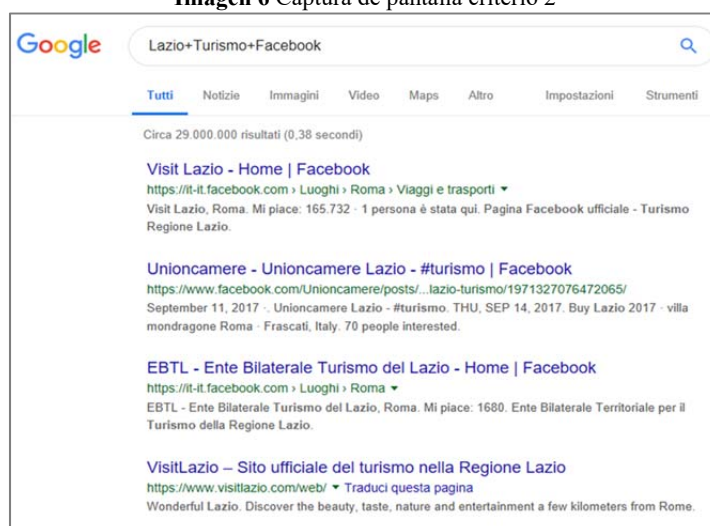 Imagen 6 Captura de pantalla criterio 2
Google
Lazio+Turismo+Facebook
Tutti Notizie Immagini Video Maps Altro Impostazioni Strumenti
Circa 29.000.000 risultati (0,38 secondi)
Visit Lazio - Home | Facebook
https://it-it.facebook.com › Luoghi › Roma › Viaggi e trasporti ▼
Visit Lazio, Roma. Mi piace: 165.732 · 1 persona è stata qui. Pagina Facebook ufficiale - Turismo
Regione Lazio.
Unioncamere - Unioncamere Lazio - #turismo | Facebook
https://www.facebook.com/Unioncamere/posts/...lazio-turismo/1971327076472065/
September 11, 2017 ·. Unioncamere Lazio - #turismo. THU, SEP 14, 2017. Buy Lazio 2017 · villa
mondragone Roma · Frascati, Italy. 70 people interested.
EBTL - Ente Bilaterale Turismo del Lazio - Home | Facebook
https://it-it.facebook.com › Luoghi › Roma ▼
EBTL - Ente Bilaterale Turismo del Lazio, Roma. Mi piace: 1680. Ente Bilaterale Territoriale per il
Turismo della Regione Lazio.
VisitLazio – Sito ufficiale del turismo nella Regione Lazio
https://www.visitlazio.com/web/ ▼ Traduci questa pagina
Wonderful Lazio. Discover the beauty, taste, nature and entertainment a few kilometers from Rome.